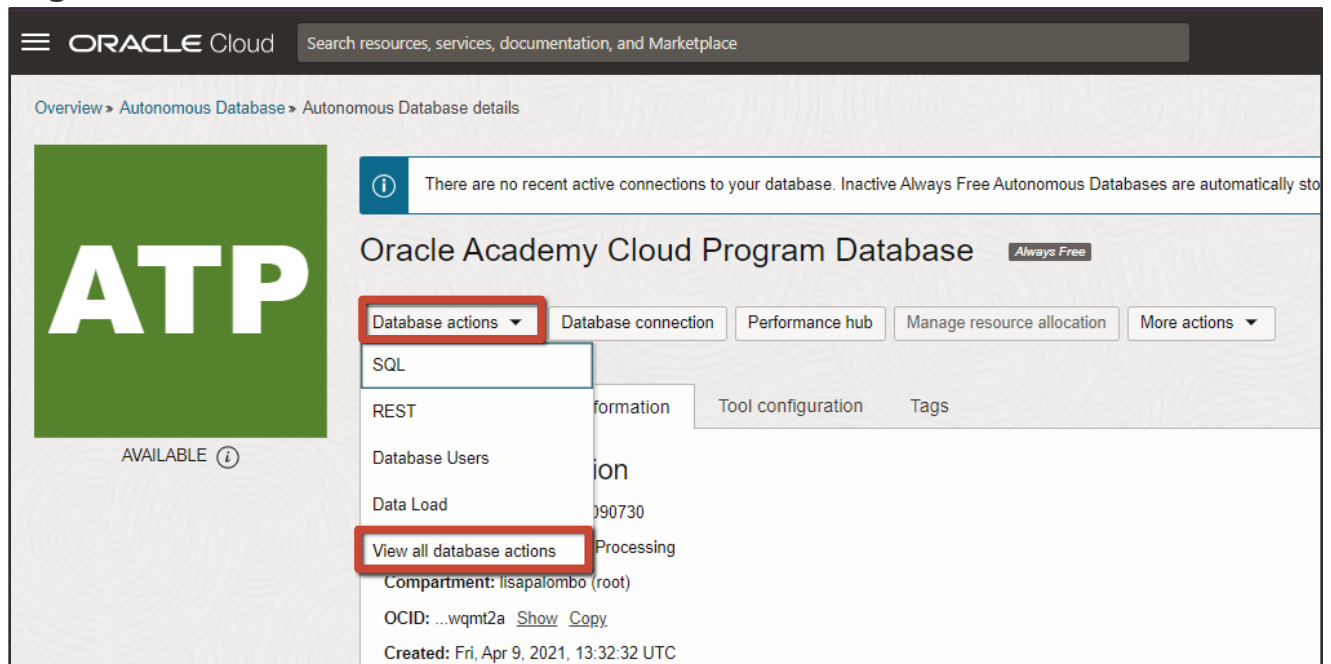 ORACLE Cloud
Search resources, services, documentation, and Marketplace
Overview » Autonomous Database » Autonomous Database details
ATP
AVAILABLE i
i There are no recent active connections to your database. Inactive Always Free Autonomous Databases are automatically sto
Oracle Academy Cloud Program Database Always Free
Database actions Database connection Performance hub Manage resource allocation More actions
SQL
REST
Database Users
Data Load
View all database actions
formation Tool configuration Tags
ion
090730
Processing
Compartment: lisapalombo (root)
OCID: ...wqmt2a Show Copy
Created: Fri, Apr 9, 2021, 13:32:32 UTC